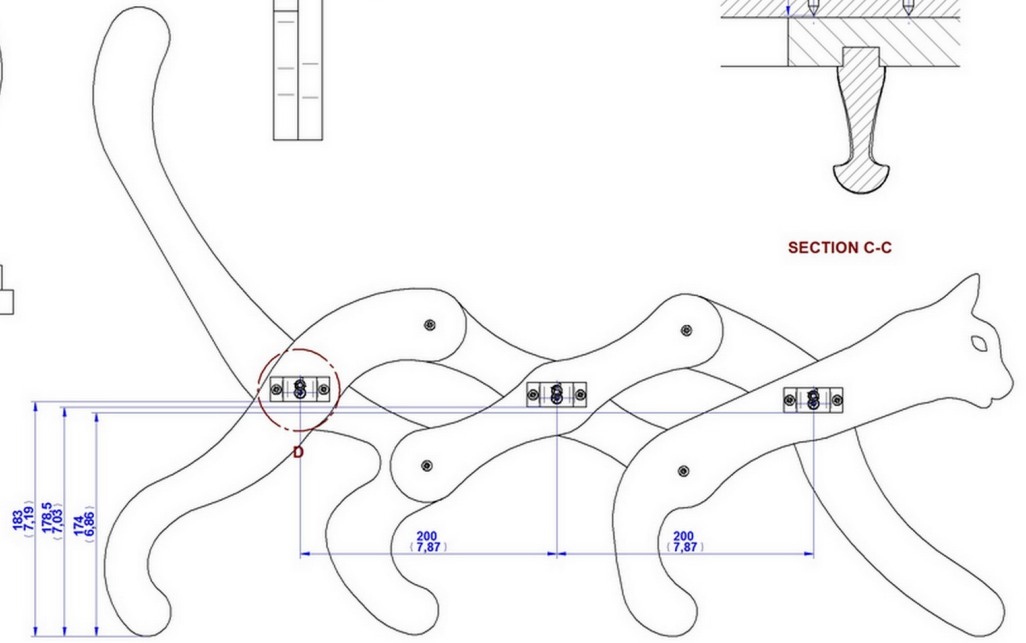 SECTION C-C
D
183
( 7,19 )
178,5
( 7,03 )
174
( 6,86 )
200
( 7,87 )
200
( 7,87 )